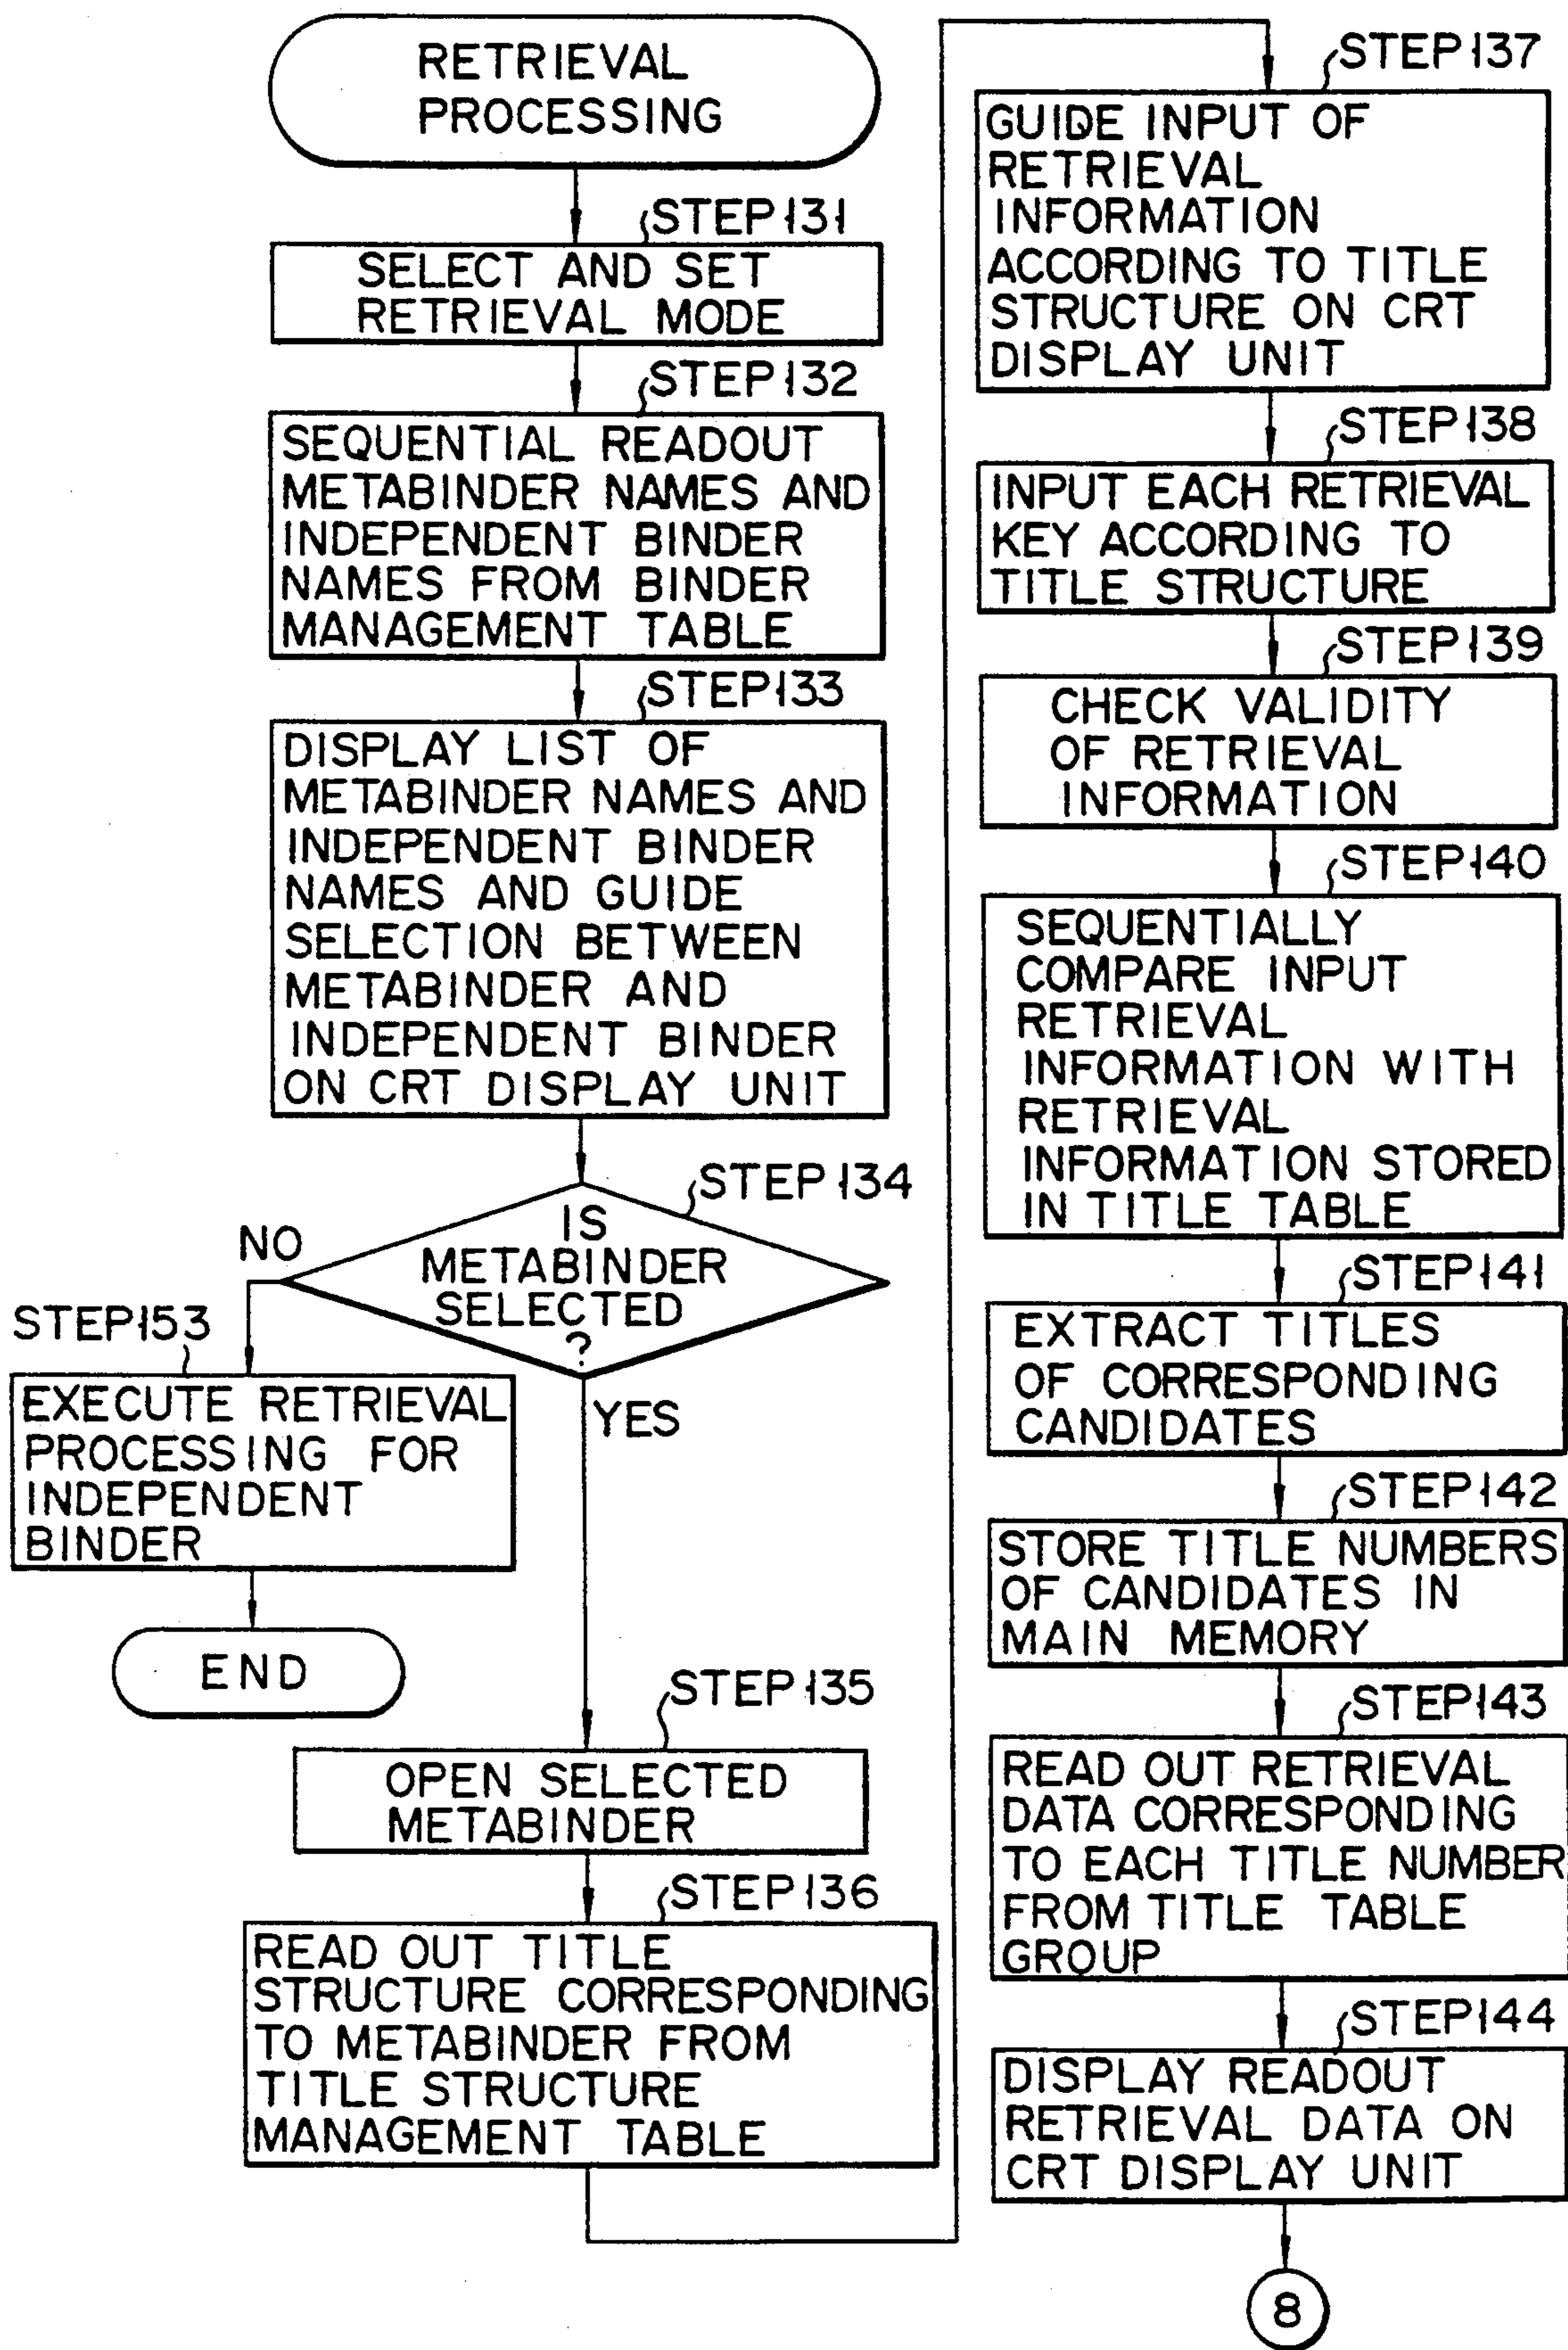 RETRIEVAL
PROCESSING
STEP 131
SELECT AND SET
RETRIEVAL MODE
STEP 132
SEQUENTIAL READOUT
METABINDER NAMES AND
INDEPENDENT BINDER
NAMES FROM BINDER
MANAGEMENT TABLE
STEP 133
DISPLAY LIST OF
METABINDER NAMES AND
INDEPENDENT BINDER
NAMES AND GUIDE
SELECTION BETWEEN
METABINDER AND
INDEPENDENT BINDER
ON CRT DISPLAY UNIT
STEP 134
IS
METABINDER
SELECTED
?
NO
STEP 153
EXECUTE RETRIEVAL
PROCESSING FOR
INDEPENDENT
BINDER
END
YES
STEP 135
OPEN SELECTED
METABINDER
STEP 136
READ OUT TITLE
STRUCTURE CORRESPONDING
TO METABINDER FROM
TITLE STRUCTURE
MANAGEMENT TABLE
STEP 137
GUIDE INPUT OF
RETRIEVAL
INFORMATION
ACCORDING TO TITLE
STRUCTURE ON CRT
DISPLAY UNIT
STEP 138
INPUT EACH RETRIEVAL
KEY ACCORDING TO
TITLE STRUCTURE
STEP 139
CHECK VALIDITY
OF RETRIEVAL
INFORMATION
STEP 140
SEQUENTIALLY
COMPARE INPUT
RETRIEVAL
INFORMATION WITH
RETRIEVAL
INFORMATION STORED
IN TITLE TABLE
STEP 141
EXTRACT TITLES
OF CORRESPONDING
CANDIDATES
STEP 142
STORE TITLE NUMBERS
OF CANDIDATES IN
MAIN MEMORY
STEP 143
READ OUT RETRIEVAL
DATA CORRESPONDING
TO EACH TITLE NUMBER
FROM TITLE TABLE
GROUP
STEP 144
DISPLAY READOUT
RETRIEVAL DATA ON
CRT DISPLAY UNIT
8